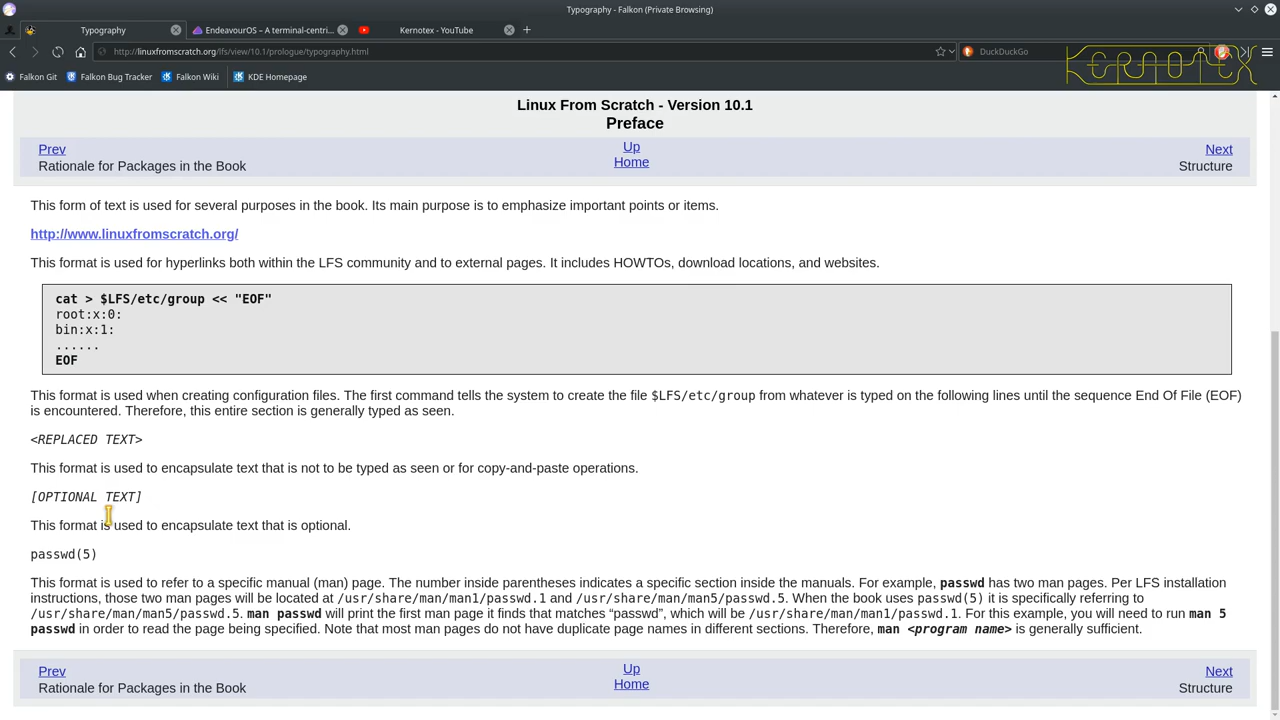 Typography - Falkon (Private Browsing)
Typography
EndeavourOS – A terminal-centri...
Kernotex - YouTube
http://linuxfromscratch.org/lfs/view/10.1/prologue/typography.html
DuckDuckGo
KERNOTEX
Falkon Git
Falkon Bug Tracker
Falkon Wiki
KDE Homepage
Linux From Scratch - Version 10.1
Preface
Prev
Up
Next
Rationale for Packages in the Book
Home
Structure
This form of text is used for several purposes in the book. Its main purpose is to emphasize important points or items.
http://www.linuxfromscratch.org/
This format is used for hyperlinks both within the LFS community and to external pages. It includes HOWTOs, download locations, and websites.
cat > $LFS/etc/group << "EOF"
root:x:0:
bin:x:1:
......
EOF
This format is used when creating configuration files. The first command tells the system to create the file $LFS/etc/group from whatever is typed on the following lines until the sequence End Of File (EOF)
is encountered. Therefore, this entire section is generally typed as seen.
<REPLACED TEXT>
This format is used to encapsulate text that is not to be typed as seen or for copy-and-paste operations.
[OPTIONAL TEXT]
This format is used to encapsulate text that is optional.
passwd(5)
This format is used to refer to a specific manual (man) page. The number inside parentheses indicates a specific section inside the manuals. For example, passwd has two man pages. Per LFS installation
instructions, those two man pages will be located at /usr/share/man/man1/passwd.1 and /usr/share/man/man5/passwd.5. When the book uses passwd(5) it is specifically referring to
/usr/share/man/man5/passwd.5. man passwd will print the first man page it finds that matches “passwd”, which will be /usr/share/man/man1/passwd.1. For this example, you will need to run man 5
passwd in order to read the page being specified. Note that most man pages do not have duplicate page names in different sections. Therefore, man <program name> is generally sufficient.
Prev
Up
Next
Rationale for Packages in the Book
Home
Structure